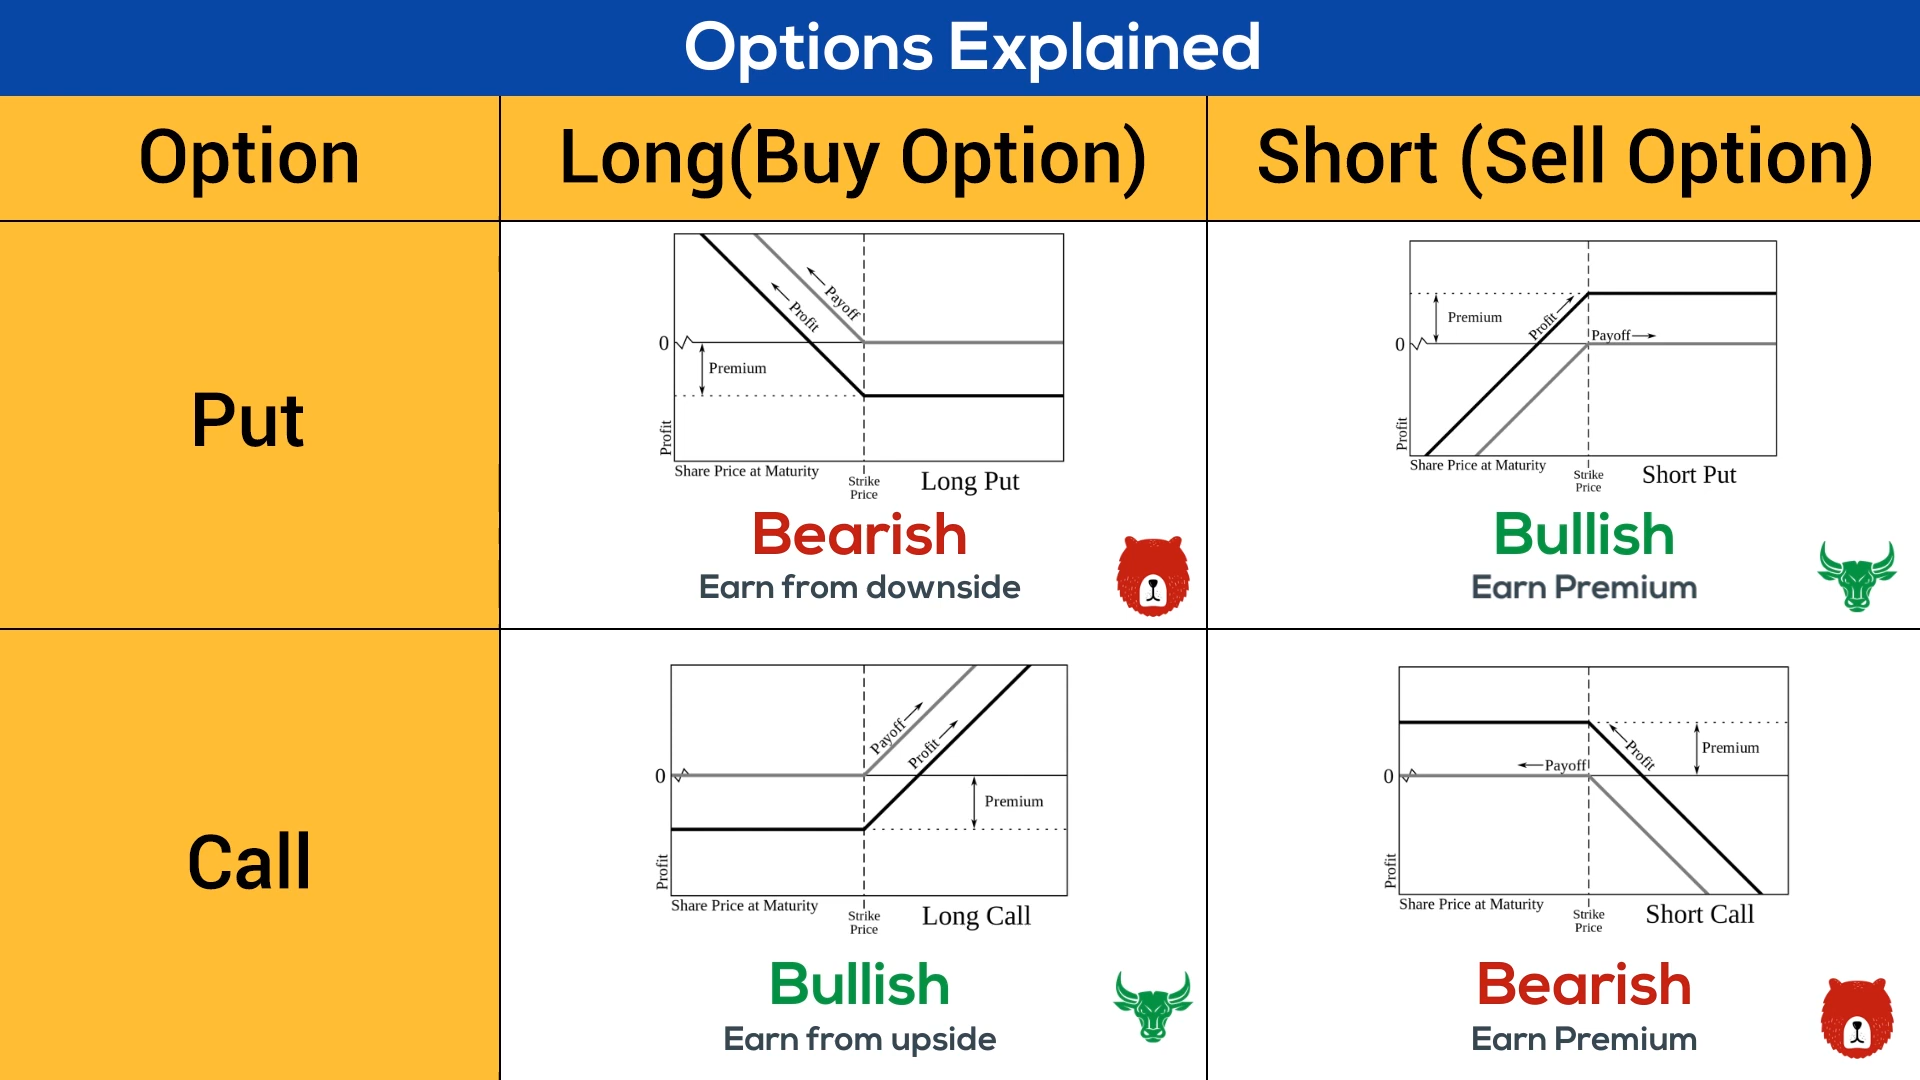 Options Explained
Option
Long(Buy Option)
Short (Sell Option)
Put
Payoff
Profit
0
Premium
Profit
Share Price at Maturity
Strike
Price
Long Put
Bearish
Earn from downside
Premium
Profit
Payoff
0
Profit
Share Price at Maturity
Strike
Price
Short Put
Bullish
Earn Premium
Call
Payoff
Profit
0
Premium
Profit
Share Price at Maturity
Strike
Price
Long Call
Bullish
Earn from upside
Profit
Premium
Payoff
0
Profit
Share Price at Maturity
Strike
Price
Short Call
Bearish
Earn Premium